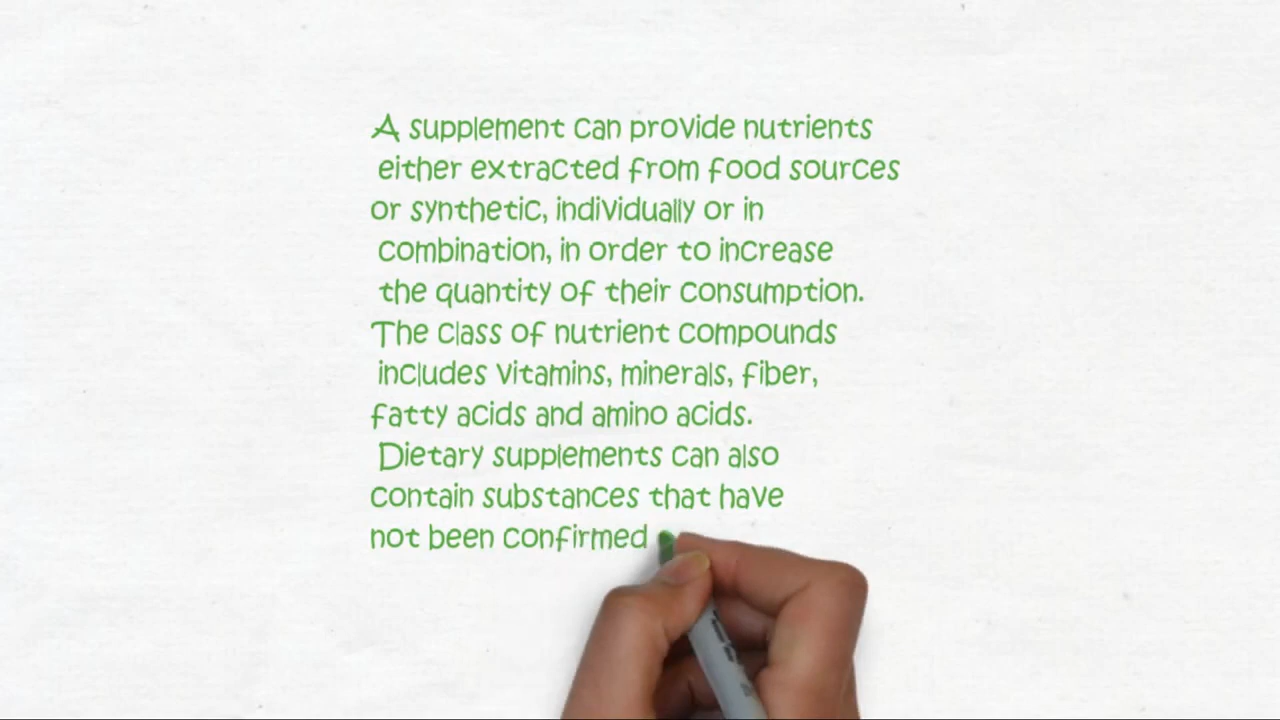 A supplement can provide nutrients
either extracted from food sources
or synthetic, individually or in
combination, in order to increase
the quantity of their consumption.
The class of nutrient compounds
includes vitamins, minerals, fiber,
fatty acids and amino acids.
Dietary supplements can also
contain substances that have
not been confirmed